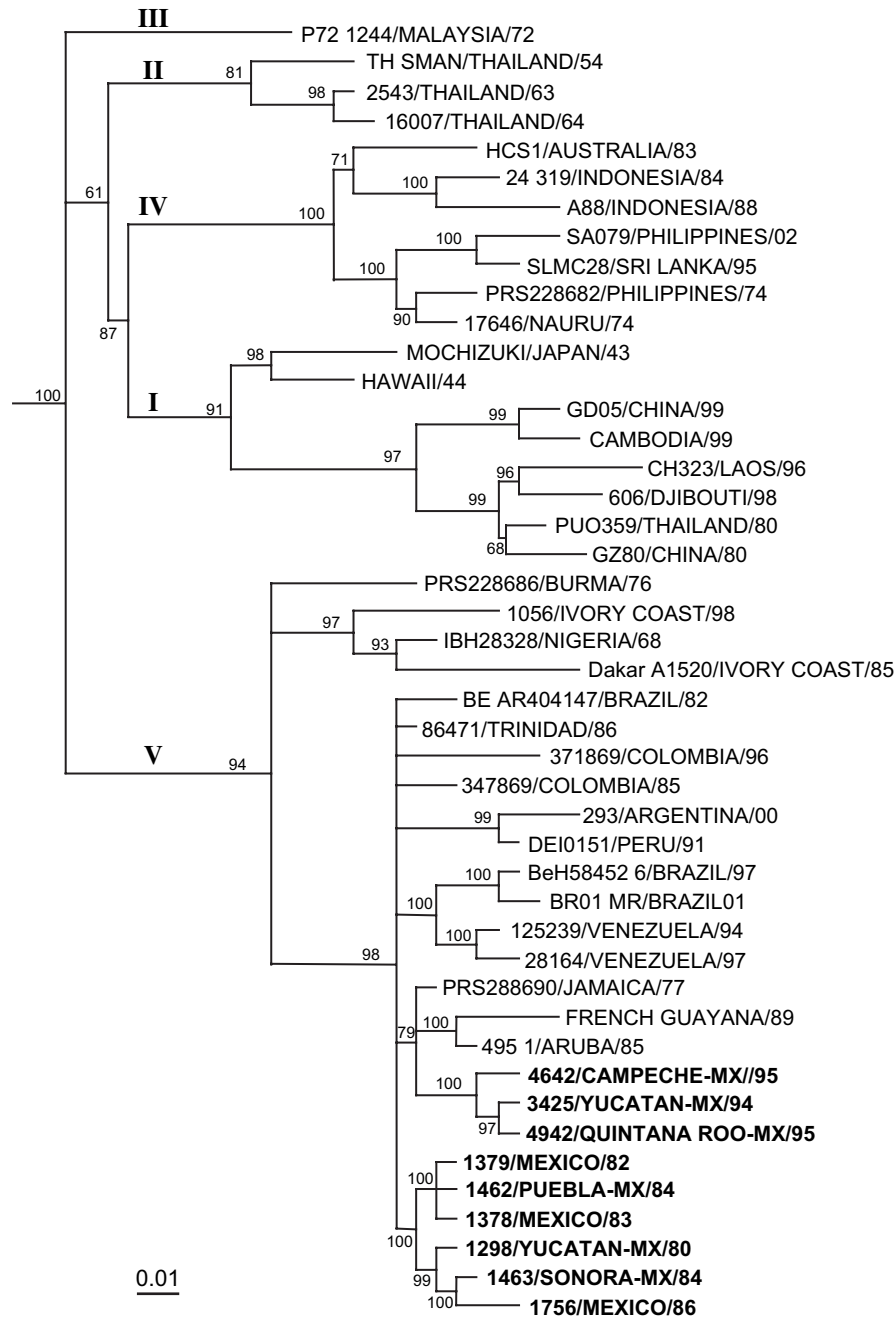 III
P72 1244/MALAYSIA/72
TH SMAN/THAILAND/54
II
81
98
2543/THAILAND/63
16007/THAILAND/64
HCS1/AUSTRALIA/83
71
24 319/INDONESIA/84
100
61
IV
A88/INDONESIA/88
100
SA079/PHILIPPINES/02
100
SLMC28/SRI LANKA/95
100
PRS228682/PHILIPPINES/74
90
17646/NAURU/74
87
98
MOCHIZUKI/JAPAN/43
HAWAII/44
100
I
91
GD05/CHINA/99
99
CAMBODIA/99
97
96
CH323/LAOS/96
606/DJIBOUTI/98
99
PUO359/THAILAND/80
68
GZ80/CHINA/80
PRS228686/BURMA/76
1056/IVORY COAST/98
97
IBH28328/NIGERIA/68
93
Dakar A1520/IVORY COAST/85
BE AR404147/BRAZIL/82
86471/TRINIDAD/86
V
94
371869/COLOMBIA/96
347869/COLOMBIA/85
293/ARGENTINA/00
99
DEI0151/PERU/91
BeH58452 6/BRAZIL/97
100
BR01 MR/BRAZIL01
100
125239/VENEZUELA/94
100
28164/VENEZUELA/97
98
PRS288690/JAMAICA/77
FRENCH GUAYANA/89
79
100
495 1/ARUBA/85
4642/CAMPECHE-MX//95
100
3425/YUCATAN-MX/94
97
4942/QUINTANA ROO-MX/95
1379/MEXICO/82
100
1462/PUEBLA-MX/84
1378/MEXICO/83
100
1298/YUCATAN-MX/80
99
1463/SONORA-MX/84
100
1756/MEXICO/86
0.01